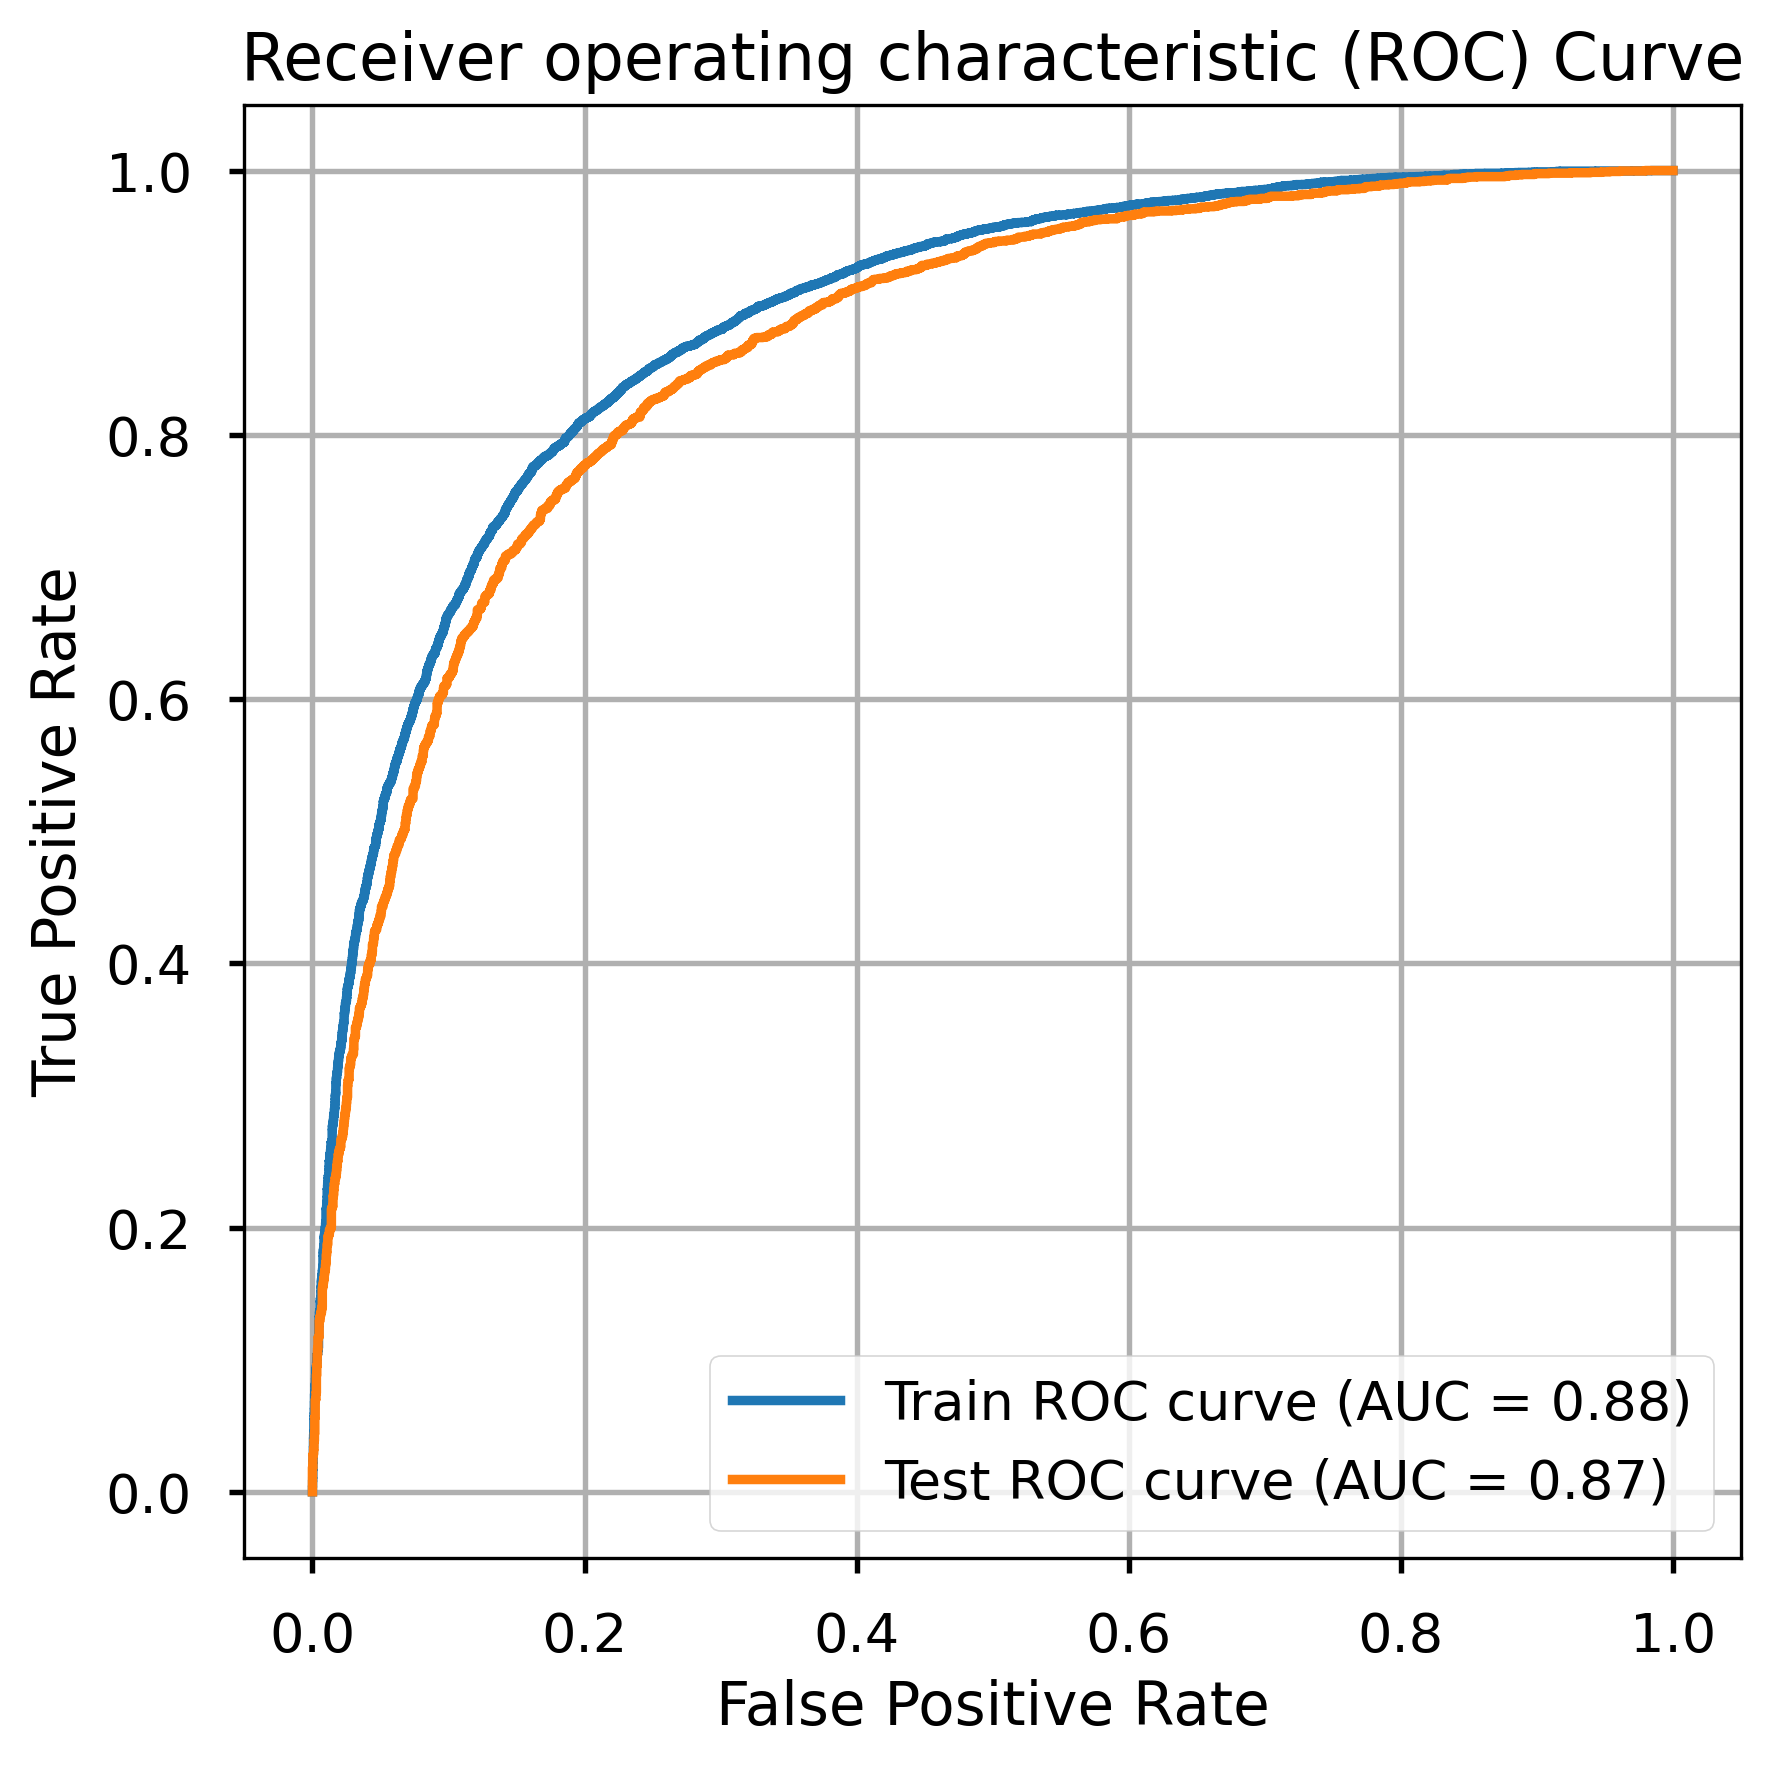 Receiver operating characteristic (ROC) Curve
1.0
0.8
0.6
0.4
0.2
0.0
True Positive Rate
Train ROC curve (AUC = 0.88)
Test ROC curve (AUC = 0.87)
0.0 0.2 0.4 0.6 0.8 1.0
False Positive Rate